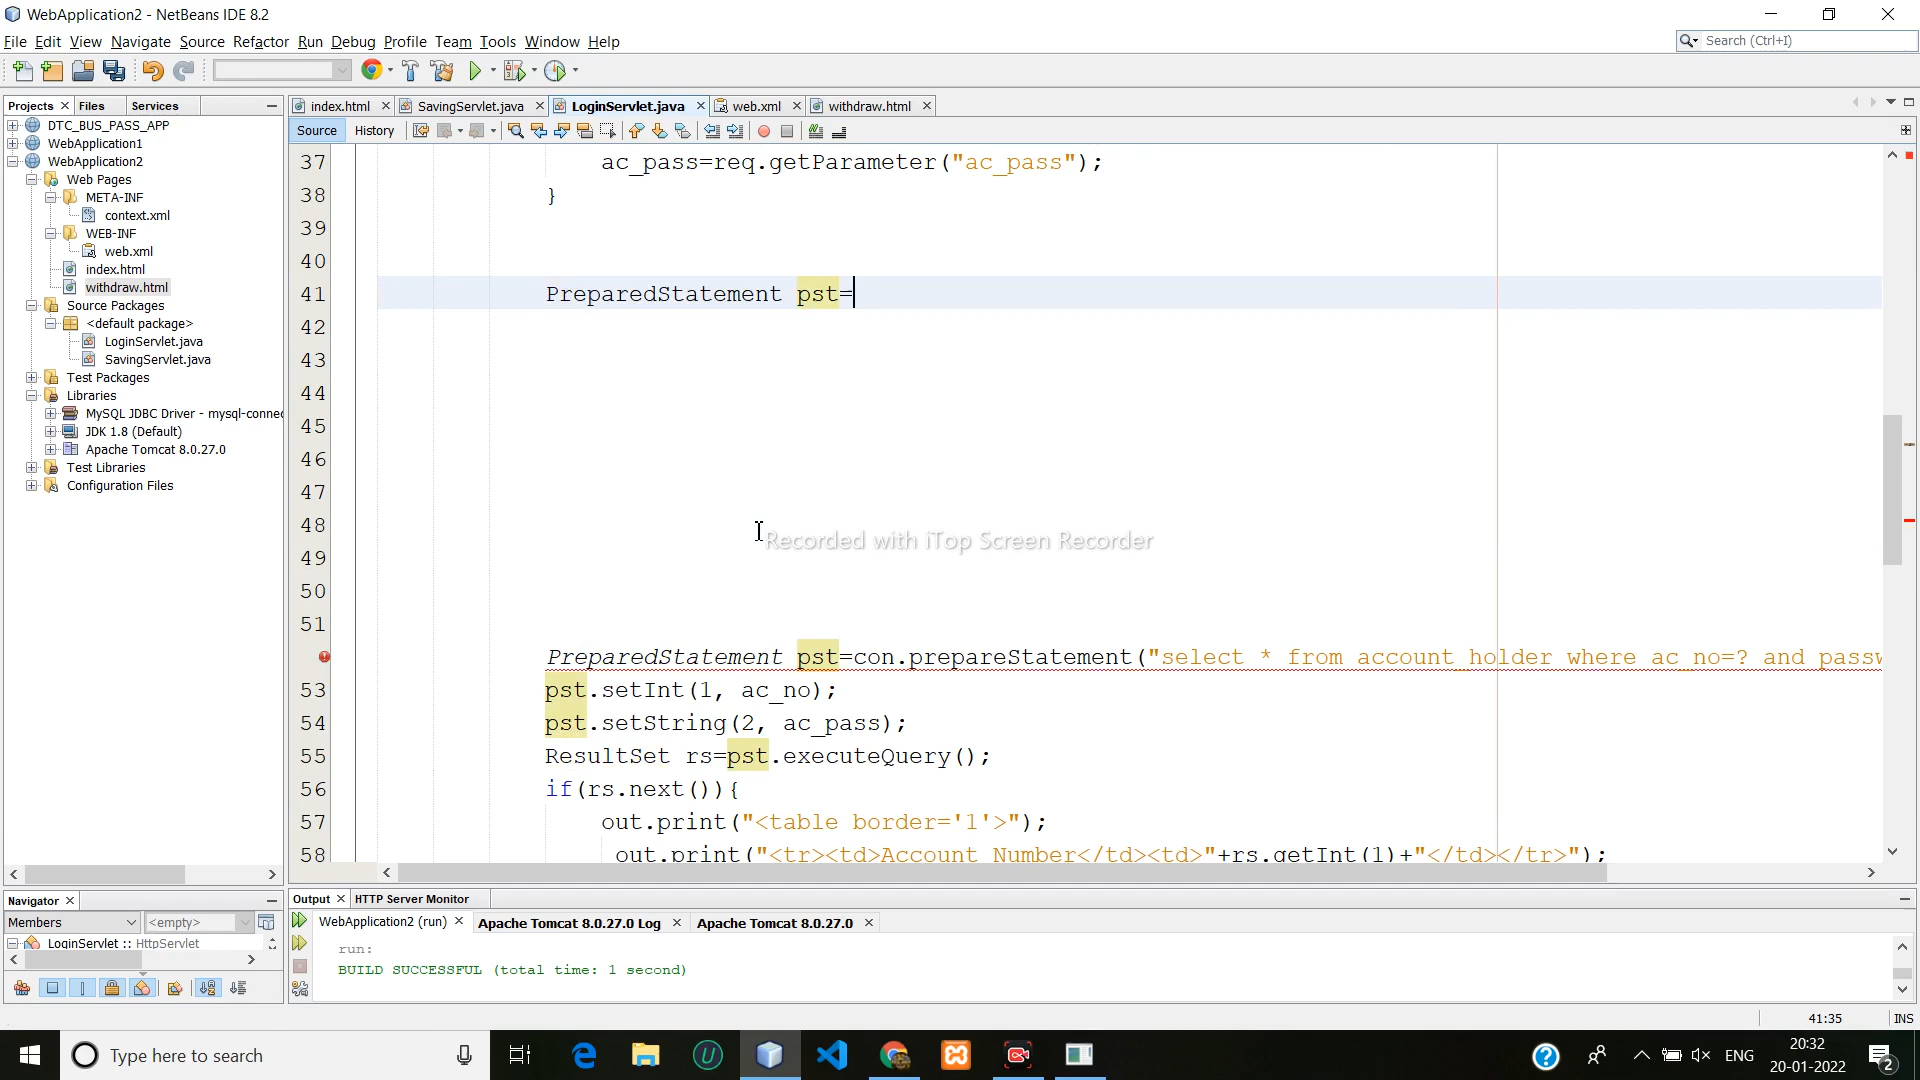 WebApplication2 - NetBeans IDE 8.2
File Edit View Navigate Source Refactor Run Debug Profile Team Tools Window Help
Search (Ctrl+I)
Projects Files Services
index.html SavingServlet.java LoginServlet.java web.xml withdraw.html
Source History
DTC_BUS_PASS_APP
WebApplication1
WebApplication2
Web Pages
META-INF
context.xml
WEB-INF
web.xml
index.html
withdraw.html
Source Packages
<default package>
LoginServlet.java
SavingServlet.java
Test Packages
Libraries
MySQL JDBC Driver - mysql-connec
JDK 1.8 (Default)
Apache Tomcat 8.0.27.0
Test Libraries
Configuration Files
37 ac_pass=req.getParameter("ac_pass");
38 }
39
40
41 PreparedStatement pst=
42
43
44
45
46
47
48
Recorded with iTop Screen Recorder
49
50
51
PreparedStatement pst=con.prepareStatement("select * from account_holder where ac_no=? and passw
53 pst.setInt(1, ac_no);
54 pst.setString(2, ac_pass);
55 ResultSet rs=pst.executeQuery();
56 if(rs.next()){
57 out.print("<table border='1'>");
58 out.print("<tr><td>Account Number</td><td>"+rs.getInt(1)+"</td></tr>");
Navigator
Members <empty>
LoginServlet :: HttpServlet
Output HTTP Server Monitor
WebApplication2 (run) Apache Tomcat 8.0.27.0 Log Apache Tomcat 8.0.27.0
run:
BUILD SUCCESSFUL (total time: 1 second)
41:35 INS
Type here to search
ENG
20:32
20-01-2022
2